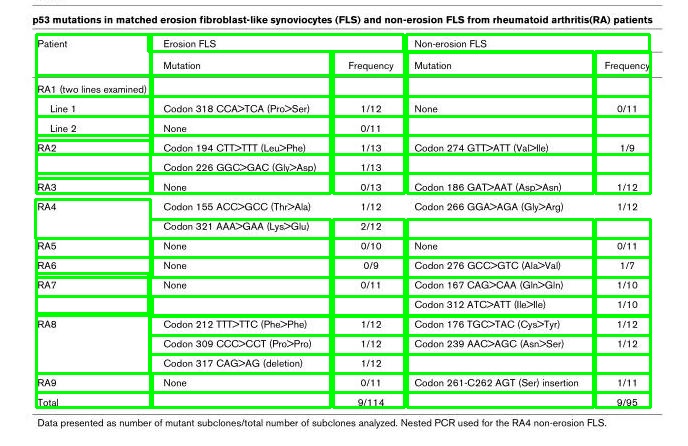 p53 mutations in matched erosion fibroblast-like synoviocytes (FLS) and non-erosion FLS from rheumatoid arthritis(RA) patients
Patient Erosion FLS Non-erosion FLS
Mutation Frequency Mutation Frequency
RA1 (two lines examined)
Line 1 Codon 318 CCA>TCA (Pro>Ser) 1/12 None 0/11
Line 2 None 0/11
RA2 Codon 194 CTT>TTT (Leu>Phe) 1/13 Codon 274 GTT>ATT (Val>Ile) 1/9
Codon 226 GGC>GAC (Gly>Asp) 1/13
RA3 None 0/13 Codon 186 GAT>AAT (Asp>Asn) 1/12
RA4 Codon 155 ACC>GCC (Thr>Ala) 1/12 Codon 266 GGA>AGA (Gly>Arg) 1/12
Codon 321 AAA>GAA (Lys>Glu) 2/12
RA5 None 0/10 None 0/11
RA6 None 0/9 Codon 276 GCC>GTC (Ala>Val) 1/7
RA7 None 0/11 Codon 167 CAG>CAA (Gln>Gln) 1/10
Codon 312 ATC>ATT (Ile>Ile) 1/10
RA8 Codon 212 TTT>TTC (Phe>Phe) 1/12 Codon 176 TGC>TAC (Cys>Tyr) 1/12
Codon 309 CCC>CCT (Pro>Pro) 1/12 Codon 239 AAC>AGC (Asn>Ser) 1/12
Codon 317 CAG>AG (deletion) 1/12
RA9 None 0/11 Codon 261-C262 AGT (Ser) insertion 1/11
Total 9/114 9/95
Data presented as number of mutant subclones/total number of subclones analyzed. Nested PCR used for the RA4 non-erosion FLS.